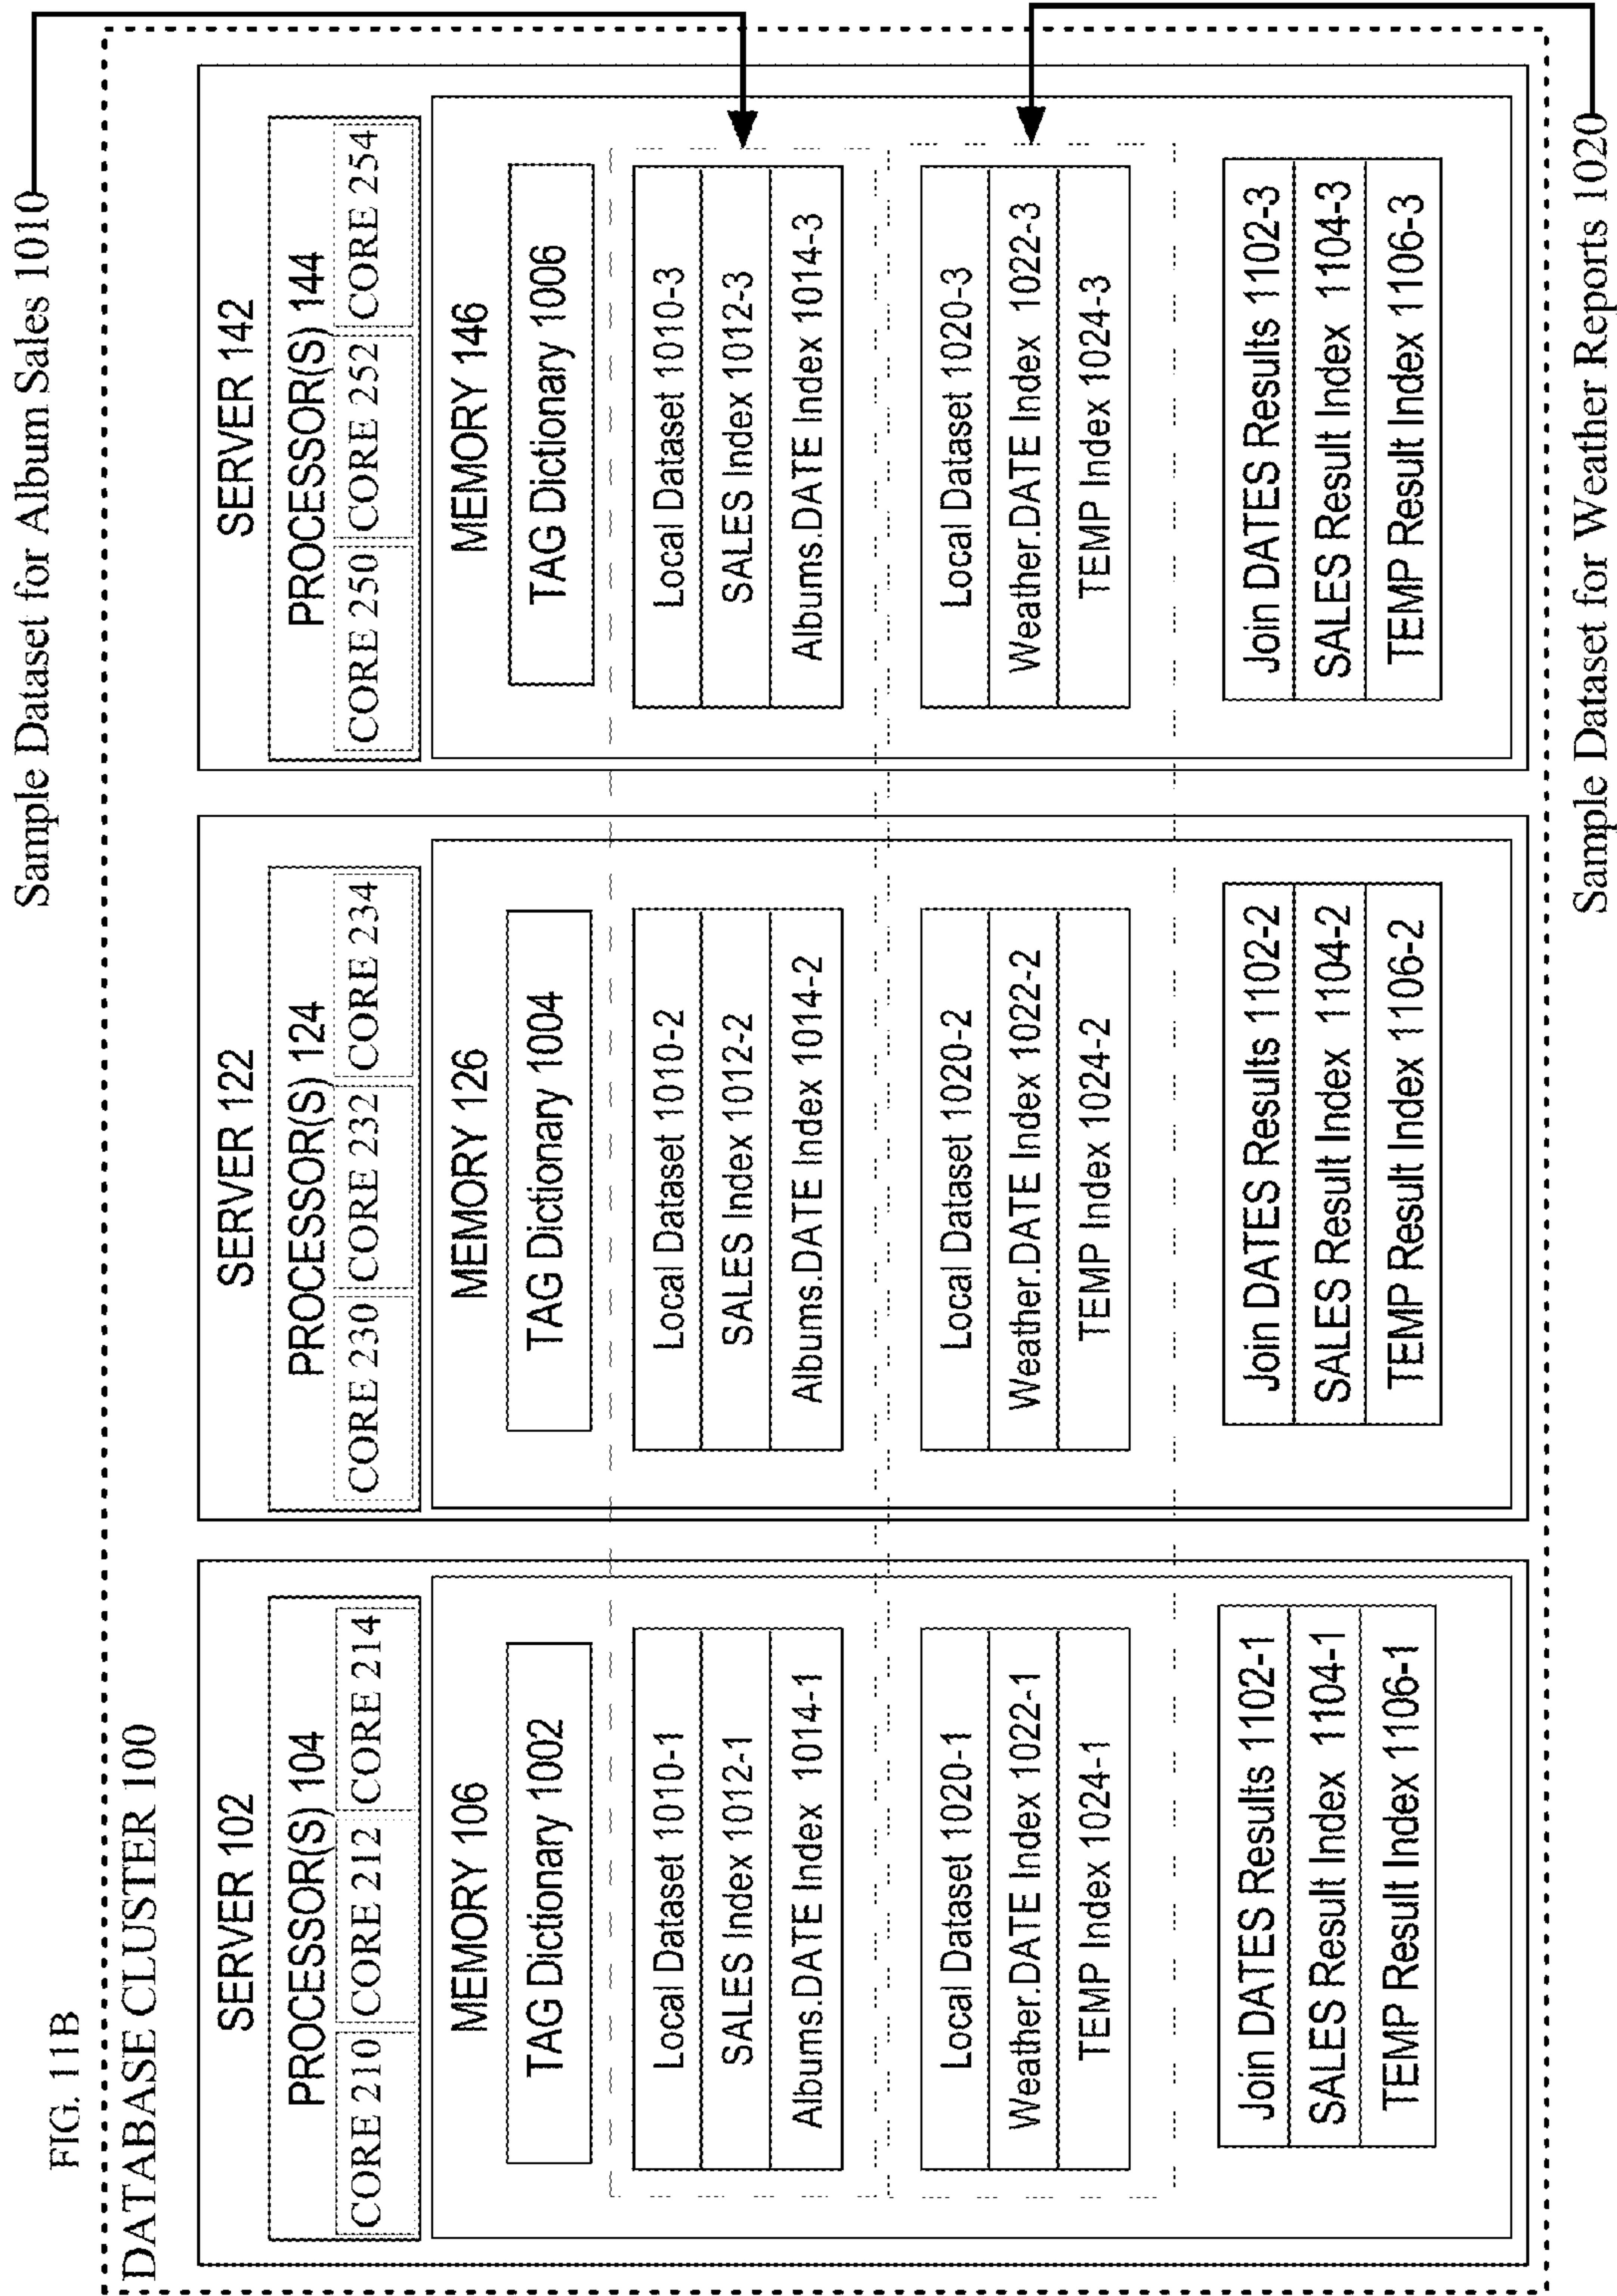 FIG. 11B
Sample Dataset for Album Sales 1010
DATABASE CLUSTER 100
SERVER 102
PROCESSOR(S) 104
CORE 210 CORE 212 CORE 214
MEMORY 106
TAG Dictionary 1002
Local Dataset 1010-1
SALES Index 1012-1
Albums.DATE Index 1014-1
Local Dataset 1020-1
Weather.DATE Index 1022-1
TEMP Index 1024-1
Join DATES Results 1102-1
SALES Result Index 1104-1
TEMP Result Index 1106-1
SERVER 122
PROCESSOR(S) 124
CORE 230 CORE 232 CORE 234
MEMORY 126
TAG Dictionary 1004
Local Dataset 1010-2
SALES Index 1012-2
Albums.DATE Index 1014-2
Local Dataset 1020-2
Weather.DATE Index 1022-2
TEMP Index 1024-2
Join DATES Results 1102-2
SALES Result Index 1104-2
TEMP Result Index 1106-2
SERVER 142
PROCESSOR(S) 144
CORE 250 CORE 252 CORE 254
MEMORY 146
TAG Dictionary 1006
Local Dataset 1010-3
SALES Index 1012-3
Albums.DATE Index 1014-3
Local Dataset 1020-3
Weather.DATE Index 1022-3
TEMP Index 1024-3
Join DATES Results 1102-3
SALES Result Index 1104-3
TEMP Result Index 1106-3
Sample Dataset for Weather Reports 1020